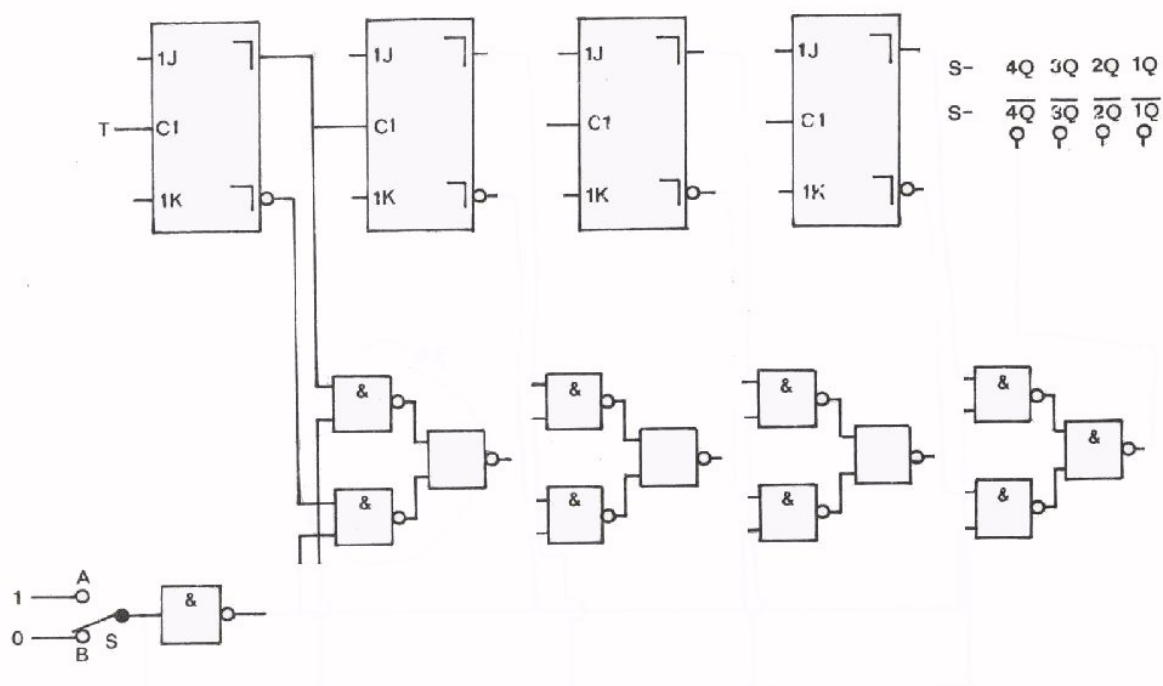 1J 1J 1J 1J
S- 4Q 3Q 2Q 1Q
S- 4Q 3Q 2Q 1Q
T C1 C1 C1 C1
1K 1K 1K 1K
& & & &
&
& & & &
A
1 &
0 S
B